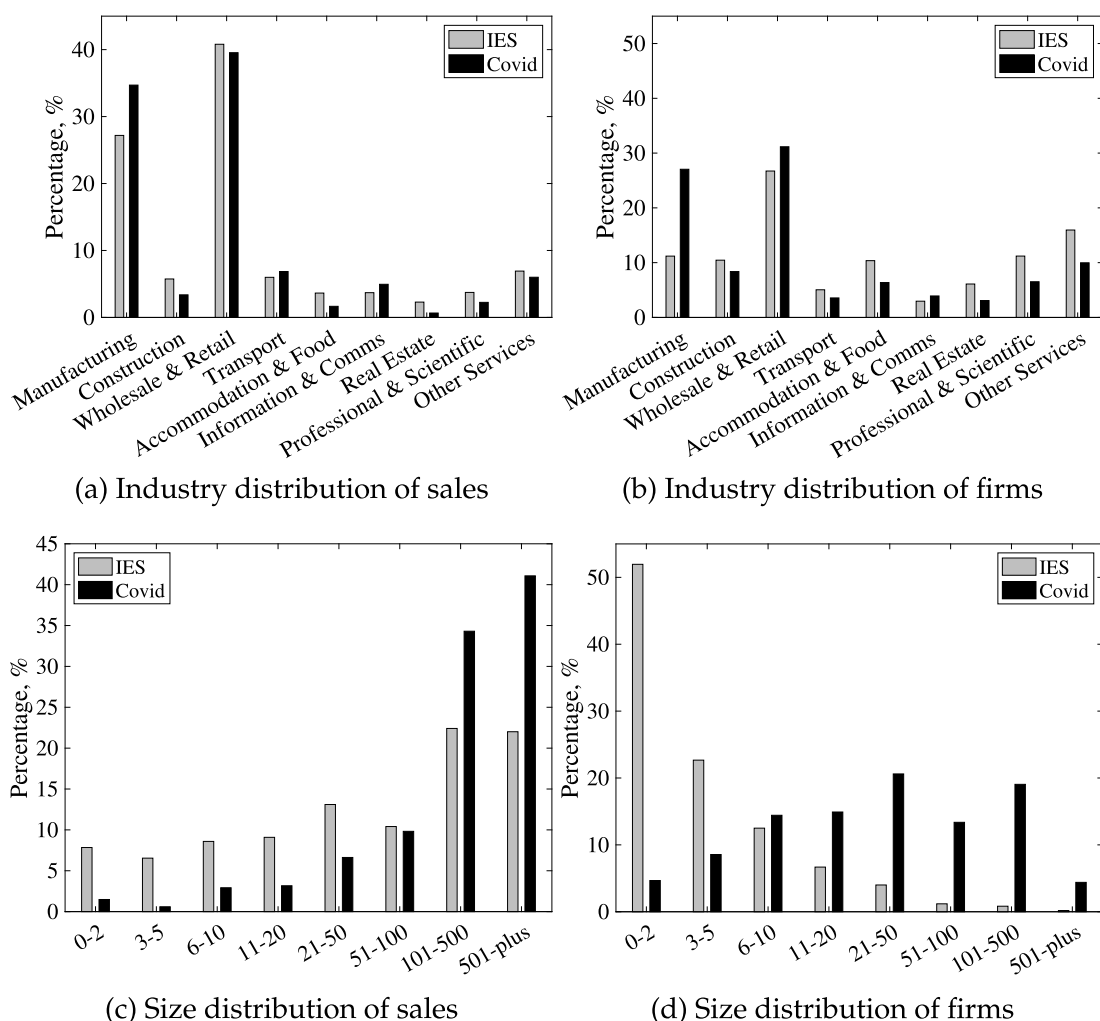 IES
Covid
Percentage, %
40
30
20
10
0
Manufacturing
Construction
Wholesale & Retail
Transport
Accommodation & Food
Information & Comms
Real Estate
Professional & Scientific
Other Services
(a) Industry distribution of sales
IES
Covid
Percentage, %
50
40
30
20
10
0
Manufacturing
Construction
Wholesale & Retail
Transport
Accommodation & Food
Information & Comms
Real Estate
Professional & Scientific
Other Services
(b) Industry distribution of firms
IES
Covid
Percentage, %
45
40
35
30
25
20
15
10
5
0
0-2
3-5
6-10
11-20
21-50
51-100
101-500
501-plus
(c) Size distribution of sales
IES
Covid
Percentage, %
50
40
30
20
10
0
0-2
3-5
6-10
11-20
21-50
51-100
101-500
501-plus
(d) Size distribution of firms